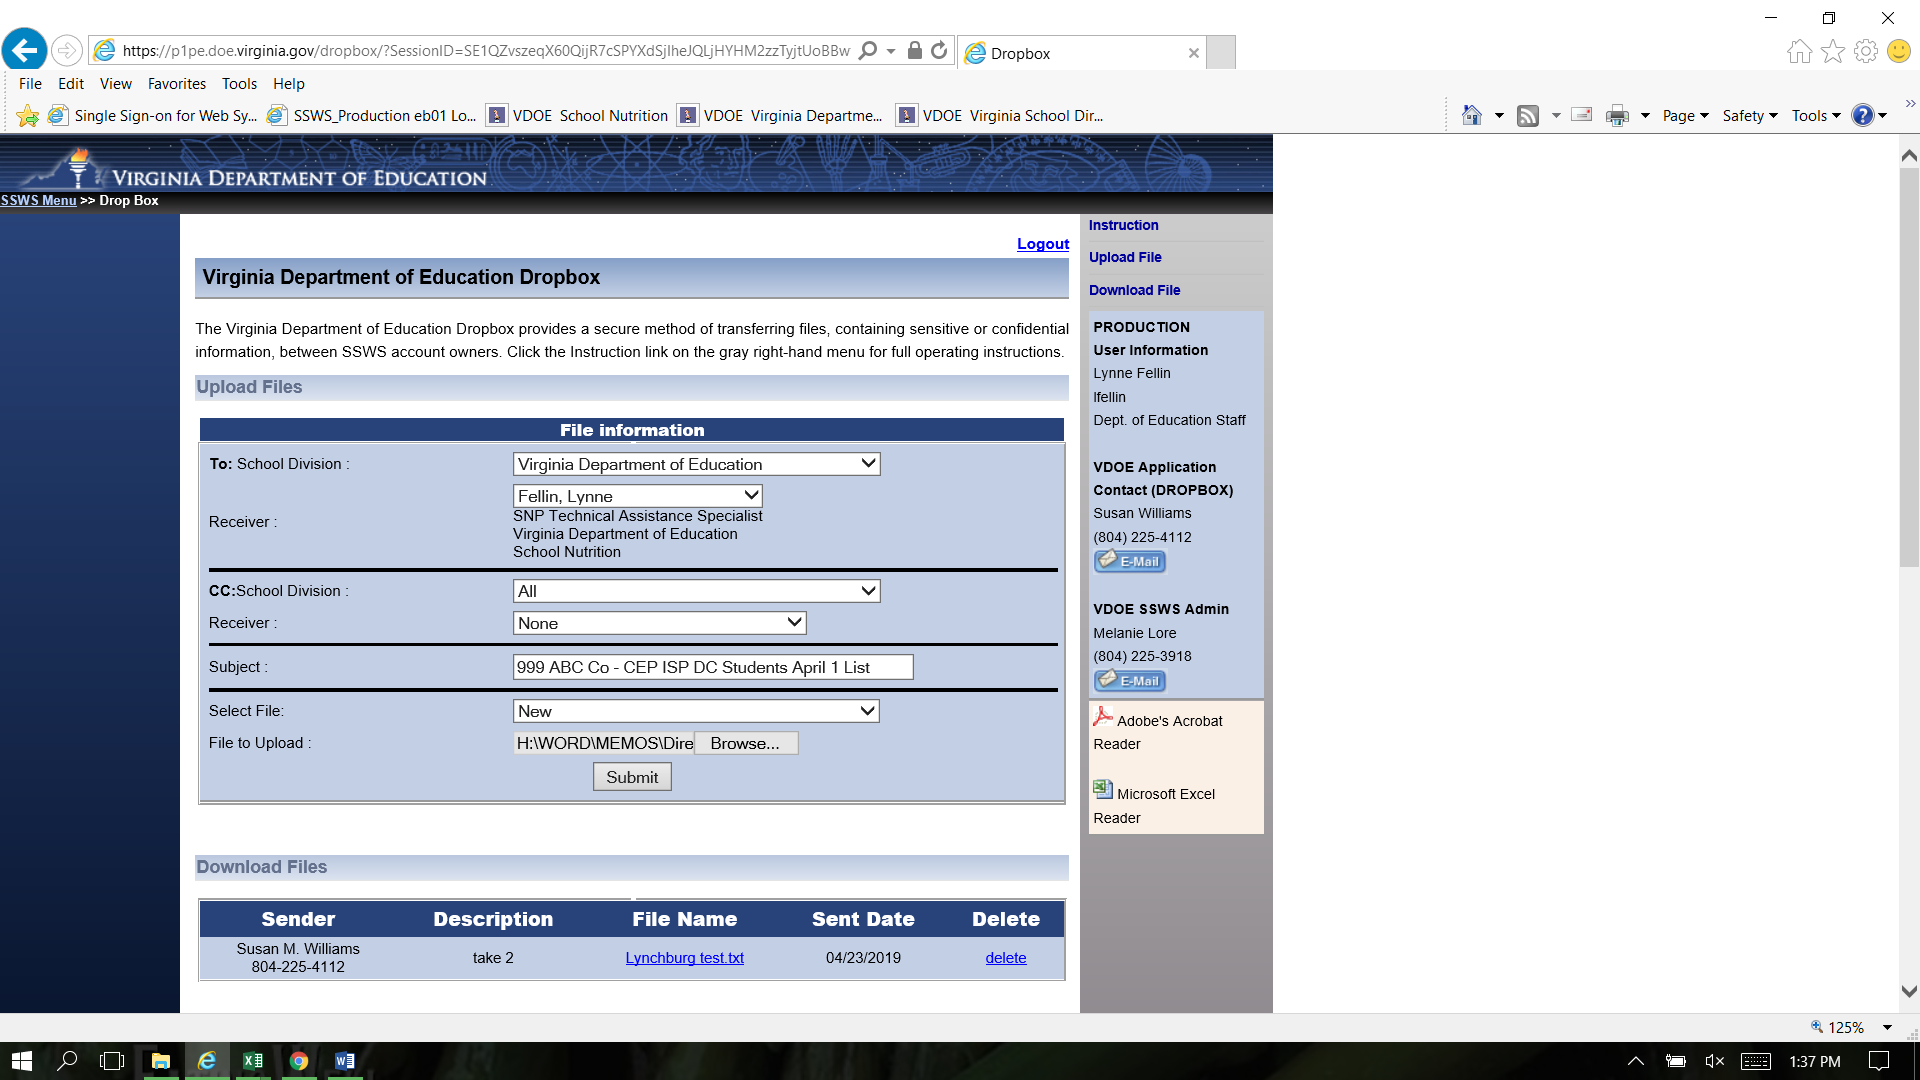 https://p1pe.doe.virginia.gov/dropbox/?SessionID=SE1QZvszeqX60QijR7cSPYXdSjIheJQLjHYHM2zzTyjtUoBBw
Dropbox
File Edit View Favorites Tools Help
Single Sign-on for Web Sy... SSWS_Production eb01 Lo... VDOE School Nutrition VDOE Virginia Departme... VDOE Virginia School Dir...
Page Safety Tools
VIRGINIA DEPARTMENT OF EDUCATION
SSWS Menu >> Drop Box
Logout
Virginia Department of Education Dropbox
The Virginia Department of Education Dropbox provides a secure method of transferring files, containing sensitive or confidential
information, between SSWS account owners. Click the Instruction link on the gray right-hand menu for full operating instructions.
Upload Files
File information
To: School Division :
Virginia Department of Education
Receiver :
Fellin, Lynne
SNP Technical Assistance Specialist
Virginia Department of Education
School Nutrition
CC:School Division :
All
Receiver :
None
Subject :
999 ABC Co - CEP ISP DC Students April 1 List
Select File:
New
File to Upload :
H:\WORD\MEMOS\Dire Browse...
Submit
Download Files
Sender Description File Name Sent Date Delete
Susan M. Williams
804-225-4112
take 2
Lynchburg test.txt
04/23/2019
delete
Instruction
Upload File
Download File
PRODUCTION
User Information
Lynne Fellin
lfellin
Dept. of Education Staff
VDOE Application
Contact (DROPBOX)
Susan Williams
(804) 225-4112
E-Mail
VDOE SSWS Admin
Melanie Lore
(804) 225-3918
E-Mail
Adobe's Acrobat
Reader
Microsoft Excel
Reader
125%
1:37 PM